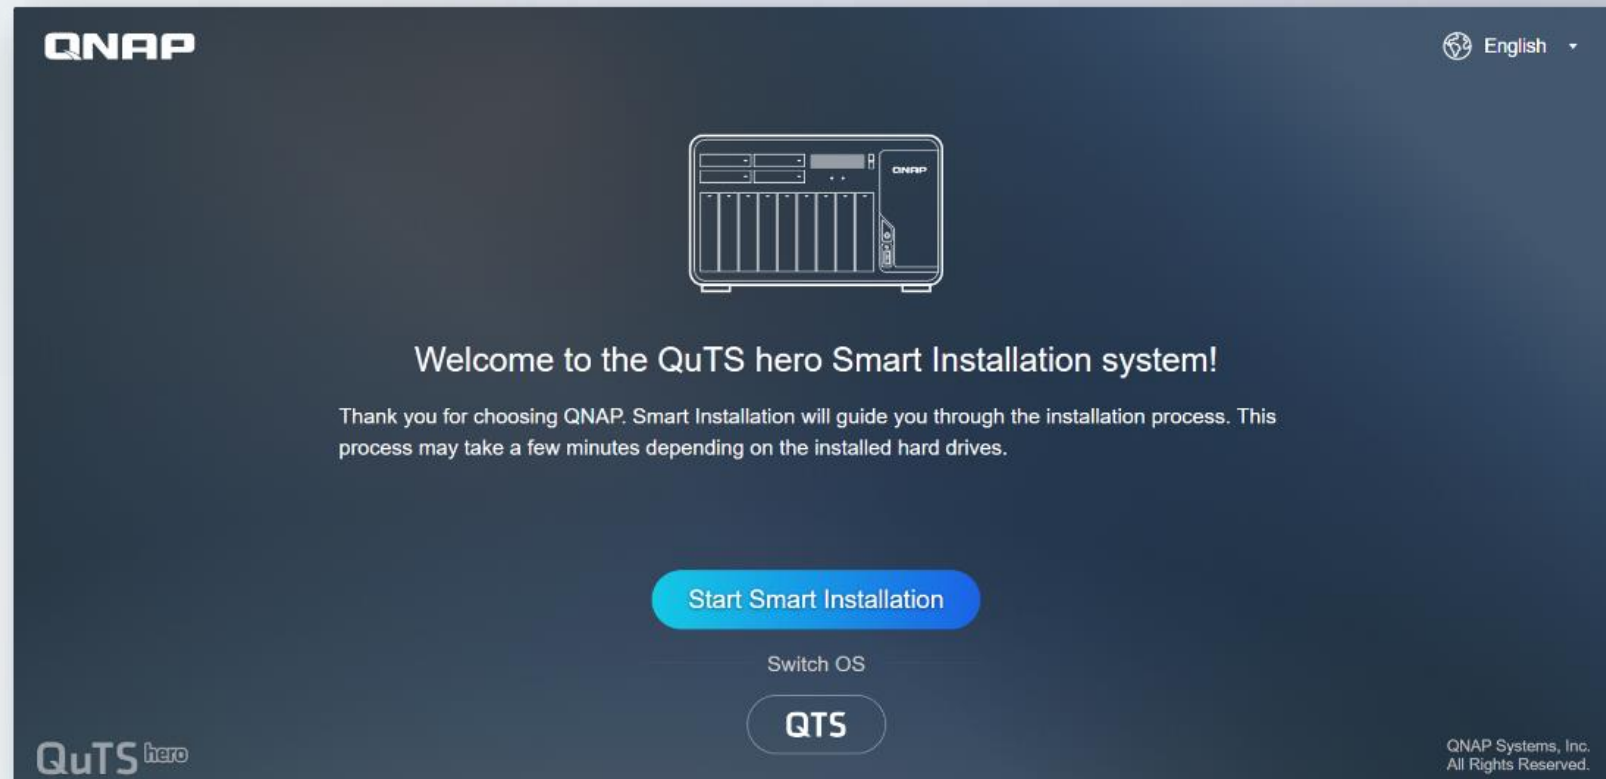 QNAP
English
QNAP
Welcome to the QuTS hero Smart Installation system!
Thank you for choosing QNAP. Smart Installation will guide you through the installation process. This
process may take a few minutes depending on the installed hard drives.
Start Smart Installation
Switch OS
QTS
QuTS hero
QNAP Systems, Inc.
All Rights Reserved.